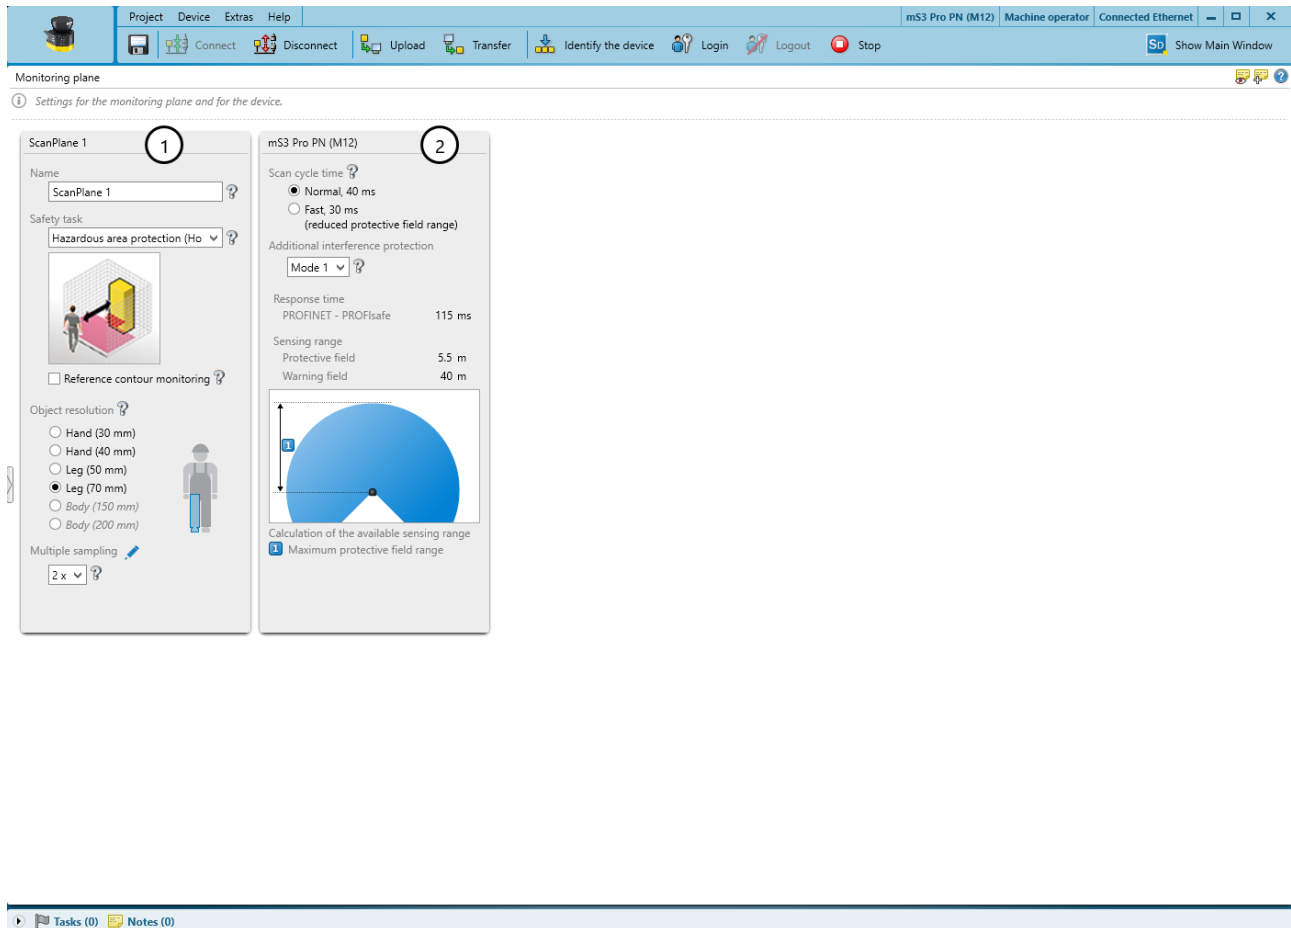 Project Device Extras Help
mS3 Pro PN (M12) Machine operator Connected Ethernet
Connect Disconnect Upload Transfer Identify the device Login Logout Stop SD Show Main Window
Monitoring plane
Settings for the monitoring plane and for the device.
ScanPlane 1
1
Name
ScanPlane 1
Safety task
Hazardous area protection (Ho
Reference contour monitoring
Object resolution
Hand (30 mm)
Hand (40 mm)
Leg (50 mm)
Leg (70 mm)
Body (150 mm)
Body (200 mm)
Multiple sampling
2 x
mS3 Pro PN (M12)
2
Scan cycle time
Normal, 40 ms
Fast, 30 ms
(reduced protective field range)
Additional interference protection
Mode 1
Response time
PROFINET - PROFIsafe 115 ms
Sensing range
Protective field 5.5 m
Warning field 40 m
1
Calculation of the available sensing range
1 Maximum protective field range
Tasks (0) Notes (0)